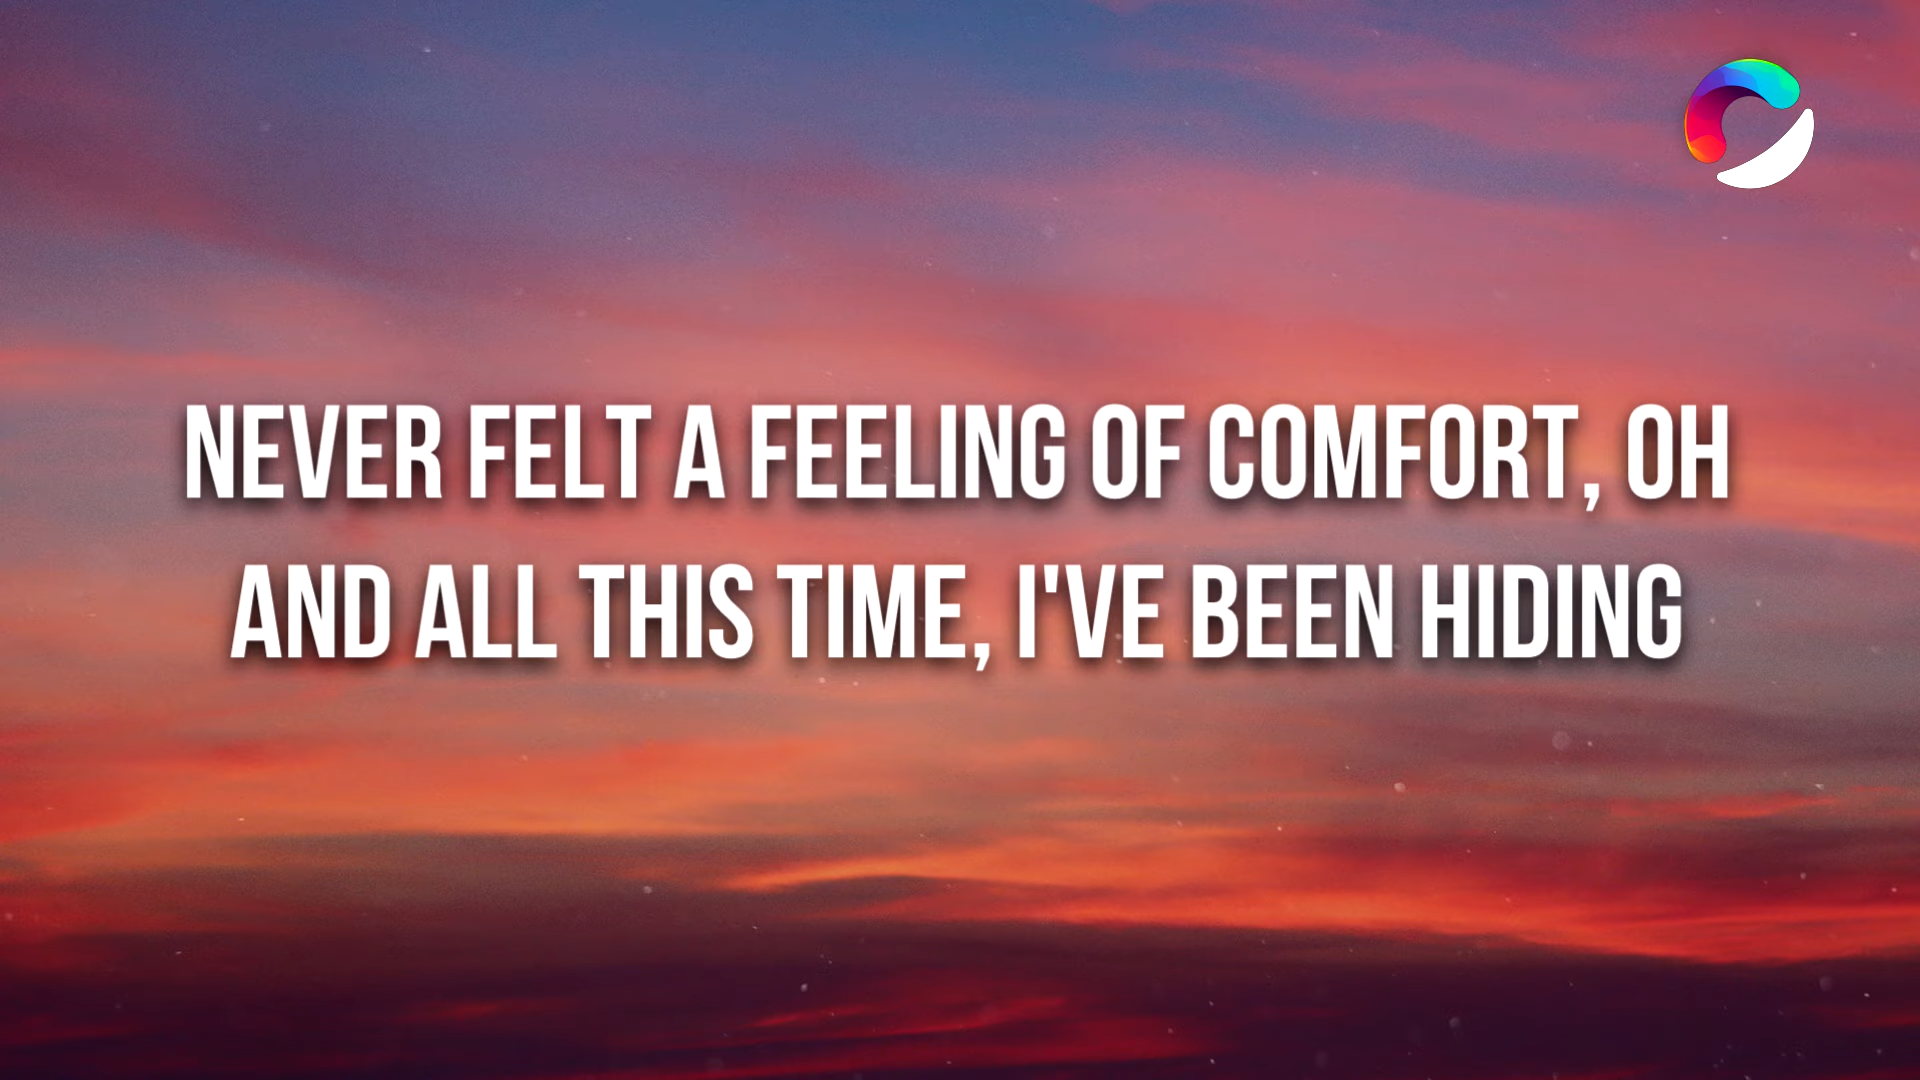 NEVER FELT A FEELING OF COMFORT, OH
AND ALL THIS TIME, I'VE BEEN HIDING